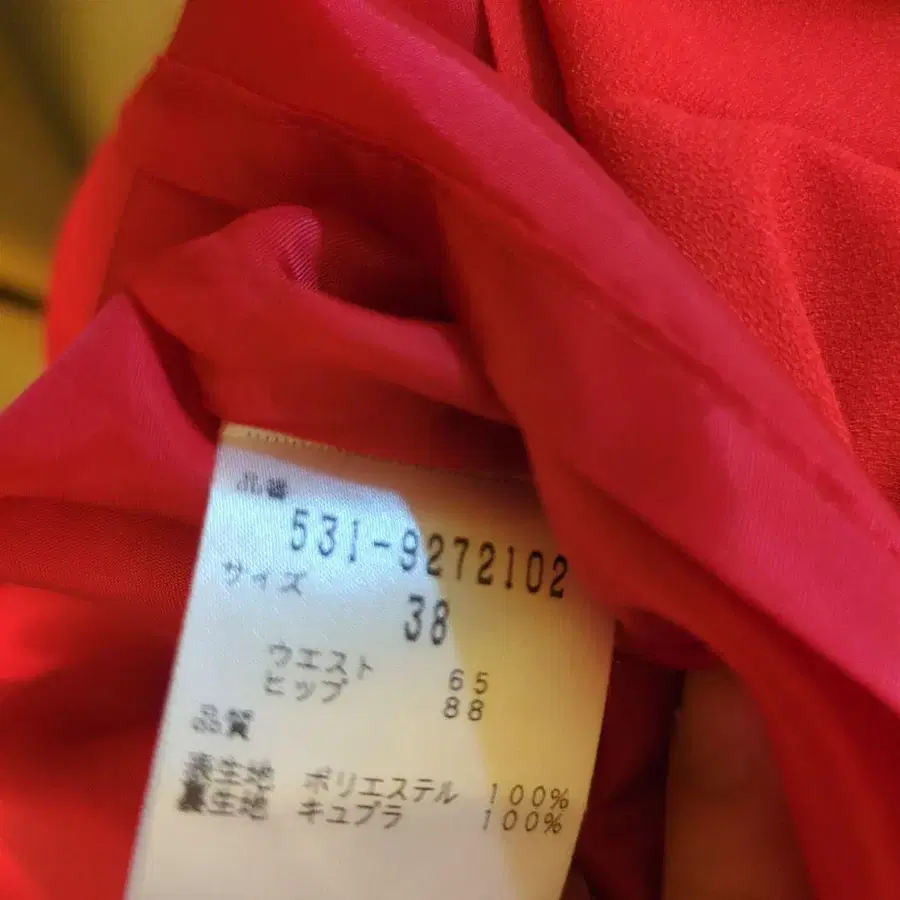 品番
531-9272102
サイズ
38
ウエスト 65
ヒップ 88
品質
表生地 ポリエステル 100%
裏生地 キュプラ 100%